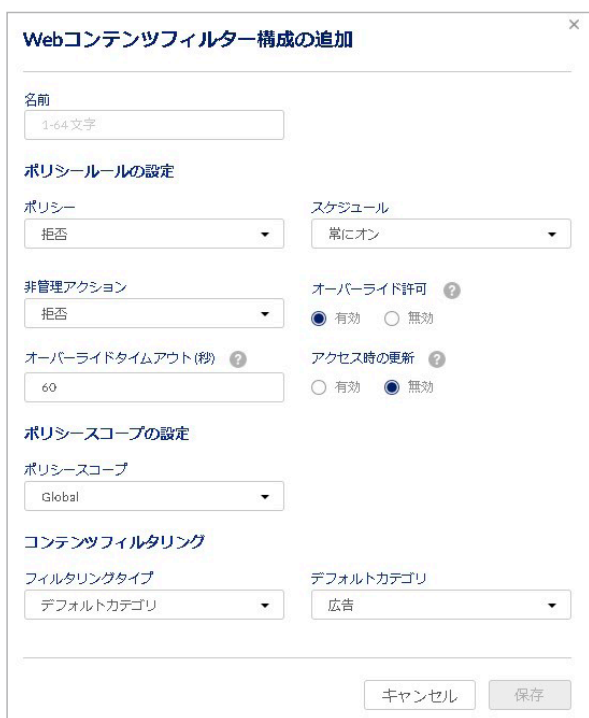 Webコンテンツフィルター構成の追加
×
名前
1-64 文字
ポリシールールの設定
ポリシー
スケジュール
拒否
常にオン
非管理アクション
オーバーライド許可 ?
拒否
有効 無効
オーバーライドタイムアウト(秒) ?
アクセス時の更新 ?
60
有効 無効
ポリシースコープの設定
ポリシースコープ
Global
コンテンツフィルタリング
フィルタリングタイプ
デフォルトカテゴリ
デフォルトカテゴリ
広告
キャンセル
保存